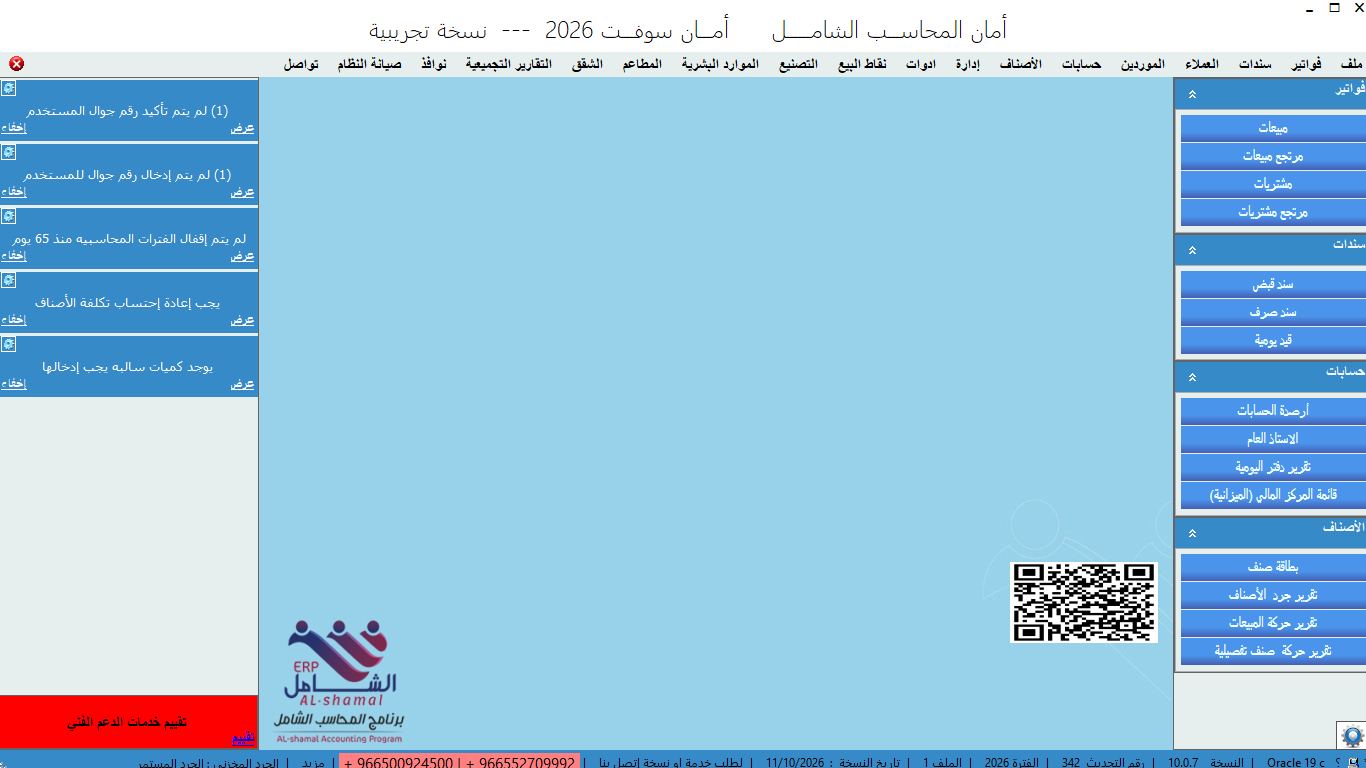 أمان المحاســب الشامــــل أمــان سوفــت 2026 --- نسخة تجريبية
ملف فواتير سندات العملاء الموردين حسابات الأصناف إدارة ادوات نقاط البيع التصنيع الموارد البشرية المطاعم الشقق التقارير التجميعية نوافذ صيانة النظام تواصل
فواتير
مبيعات
مرتجع مبيعات
مشتريات
مرتجع مشتريات
سندات
سند قبض
سند صرف
قيد يومية
حسابات
أرصدة الحسابات
الاستاذ العام
تقرير دفتر اليومية
قائمة المركز المالي (الميزانية)
الأصناف
بطاقة صنف
تقرير جرد الأصناف
تقرير حركة المبيعات
تقرير حركة صنف تفصيلية
(1) لم يتم تأكيد رقم جوال المستخدم
عرض إخفاء
(1) لم يتم إدخال رقم جوال للمستخدم
عرض إخفاء
لم يتم إقفال الفترات المحاسبيه منذ 65 يوم
عرض إخفاء
يجب إعادة إحتساب تكلفة الأصناف
عرض إخفاء
يوجد كميات سالبه يجب إدخالها
عرض إخفاء
ERP
الشامل
AL-shamal
برنامج المحاسب الشامل
AL-shamal Accounting Program
تقييم خدمات الدعم الفني
تقييم
؟ Oracle 19 c | النسخة 10.0.7 | رقم التحديث 342 | الفترة 2026 | الملف 1 | تاريخ النسخة : 11/10/2026 | لطلب خدمة او نسخة إتصل بنا | + 966552709992 | + 966500924500 | مزيد | الجرد المخزني : الجرد المستمر